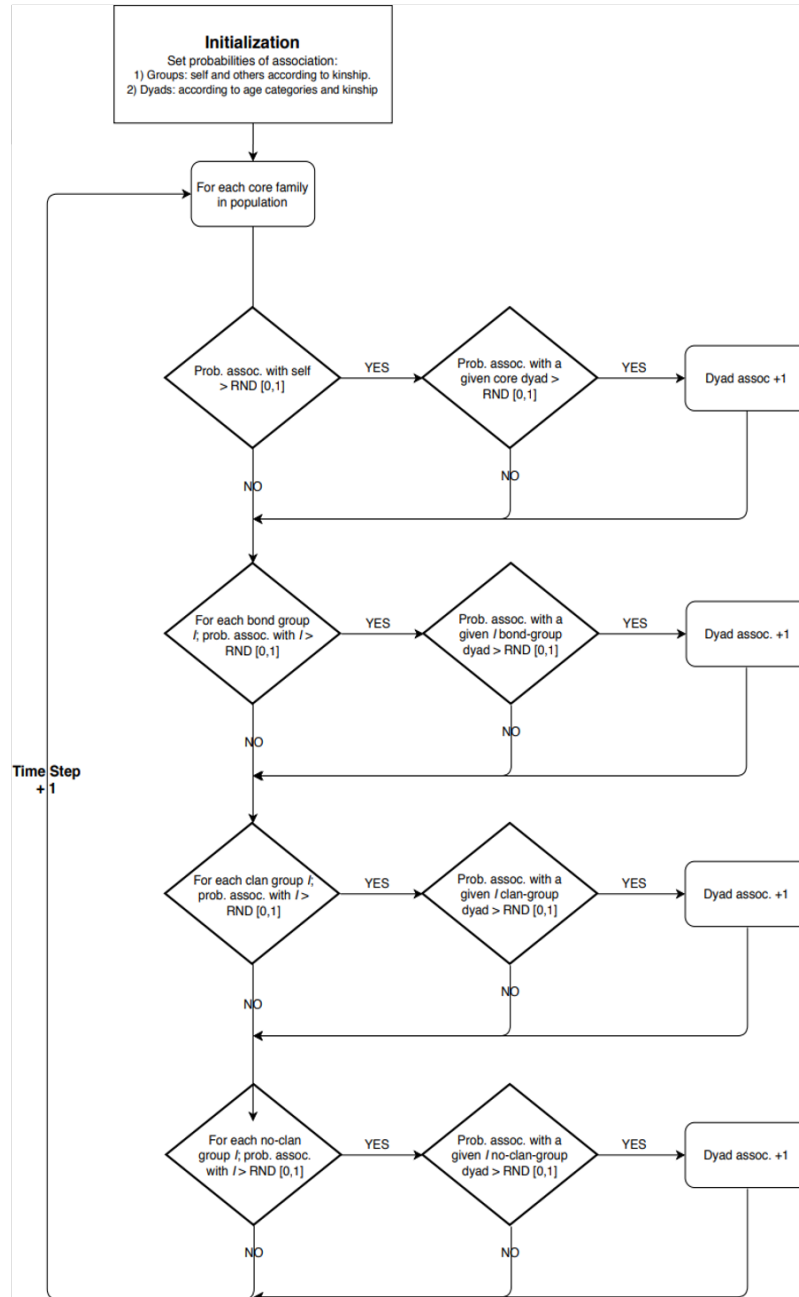 Initialization
Set probabilities of association:
1) Groups: self and others according to kinship.
2) Dyads: according to age categories and kinship
For each core family
in population
Prob. assoc. with self
> RND [0,1]
YES
Prob. assoc. with a
given core dyad >
RND [0,1]
YES
Dyad assoc +1
NO
NO
For each bond group
I; prob. assoc. with I >
RND [0,1]
YES
Prob. assoc. with a
given I bond-group
dyad > RND [0,1]
YES
Dyad assoc. +1
NO
NO
Time Step
+ 1
For each clan group I;
prob. assoc. with I >
RND [0,1]
YES
Prob. assoc. with a
given I clan-group
dyad > RND [0,1]
YES
Dyad assoc. +1
NO
NO
For each no-clan
group I; prob. assoc.
with I > RND [0,1]
YES
Prob. assoc. with a
given I no-clan-group
dyad > RND [0,1]
YES
Dyad assoc. +1
NO
NO